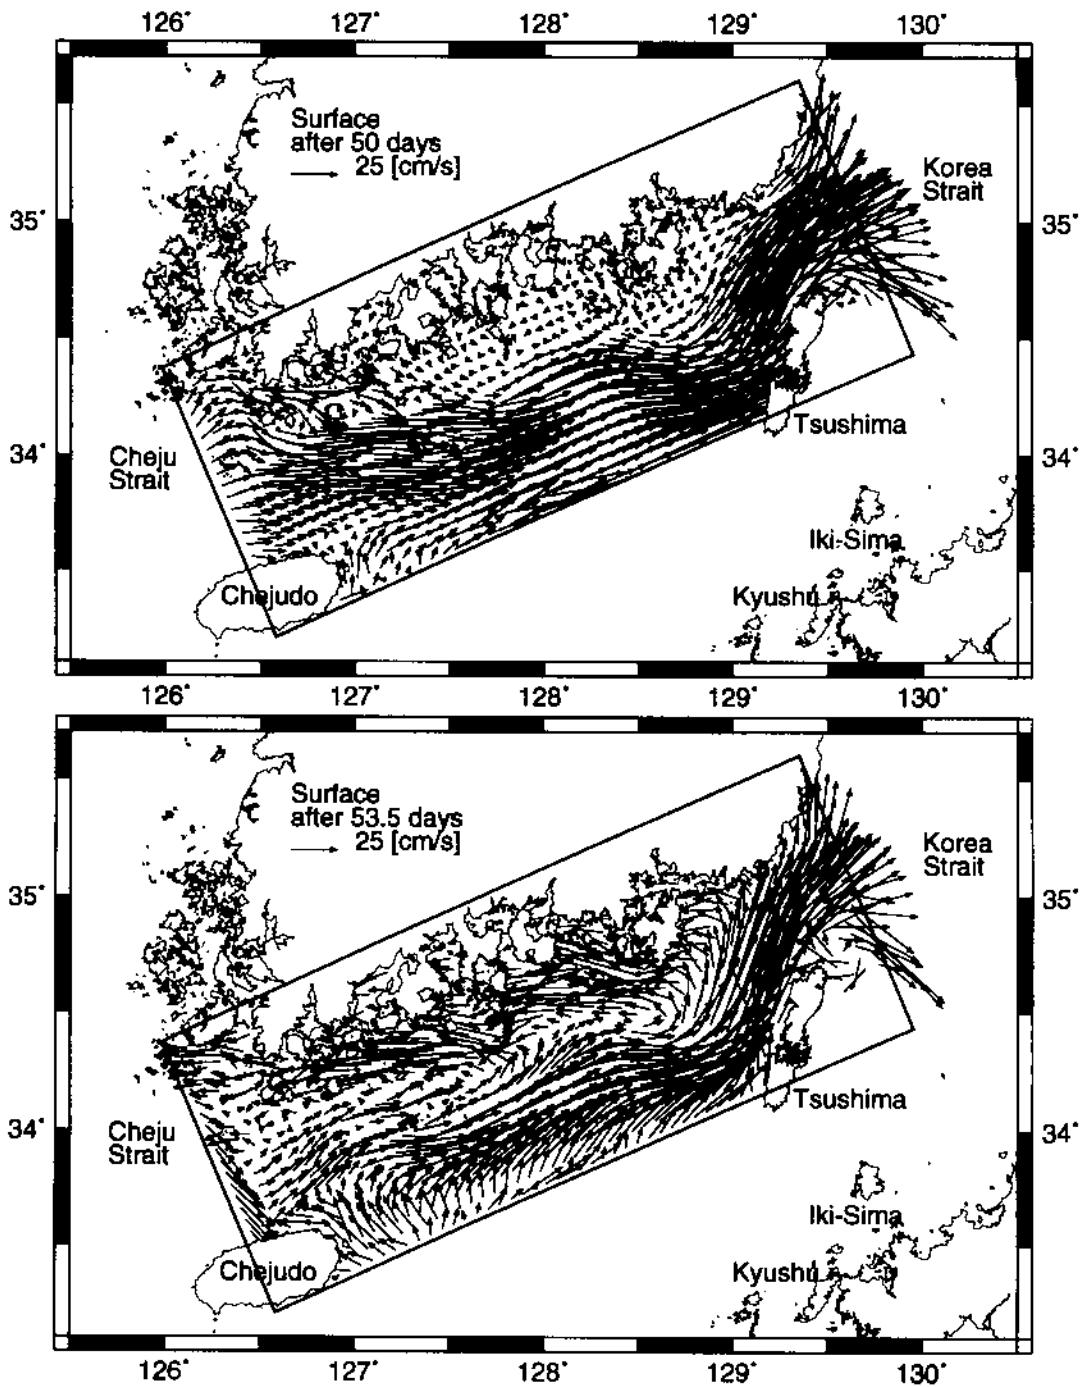 126° 127° 128° 129° 130°
Surface
after 50 days
25 [cm/s]
Korea
Strait
35° 35°
Tsushima
34° 34°
Cheju
Strait
Iki-Sima
Chejudo
Kyushu
126° 127° 128° 129° 130°
Surface
after 53.5 days
25 [cm/s]
Korea
Strait
35° 35°
Tsushima
34° 34°
Cheju
Strait
Iki-Sima
Chejudo
Kyushu
126° 127° 128° 129° 130°